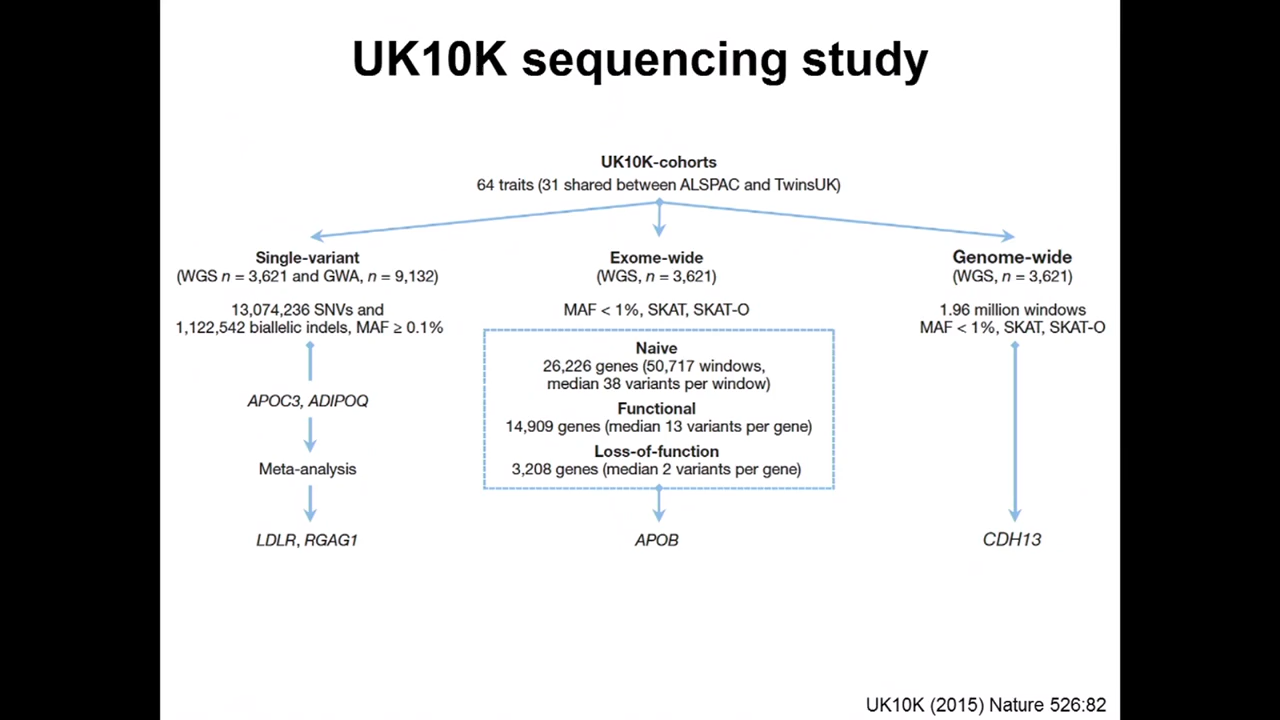 UK10K sequencing study
UK10K-cohorts
64 traits (31 shared between ALSPAC and TwinsUK)
Single-variant
(WGS n = 3,621 and GWA, n = 9,132)
13,074,236 SNVs and
1,122,542 biallelic indels, MAF ≥ 0.1%
APOC3, ADIPOQ
Meta-analysis
LDLR, RGAG1
Exome-wide
(WGS, n = 3,621)
MAF < 1%, SKAT, SKAT-O
Naive
26,226 genes (50,717 windows,
median 38 variants per window)
Functional
14,909 genes (median 13 variants per gene)
Loss-of-function
3,208 genes (median 2 variants per gene)
APOB
Genome-wide
(WGS, n = 3,621)
1.96 million windows
MAF < 1%, SKAT, SKAT-O
CDH13
UK10K (2015) Nature 526:82